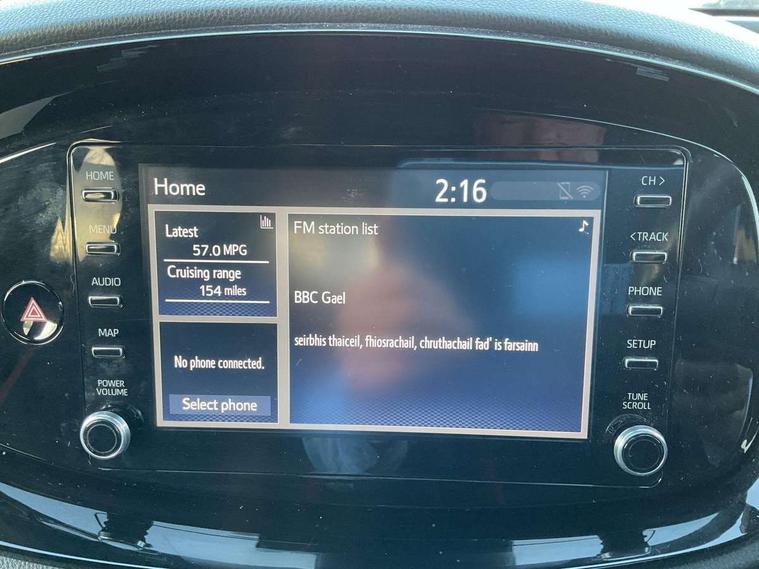 HOME
MENU
AUDIO
MAP
POWER
VOLUME
Home
2:16
Latest
57.0 MPG
Cruising range
154 miles
No phone connected.
Select phone
FM station list
BBC Gael
seirbhis thaiceil, fhiosrachail, chruthachail fad' is farsainn
CH >
<TRACK
PHONE
SETUP
TUNE
SCROLL